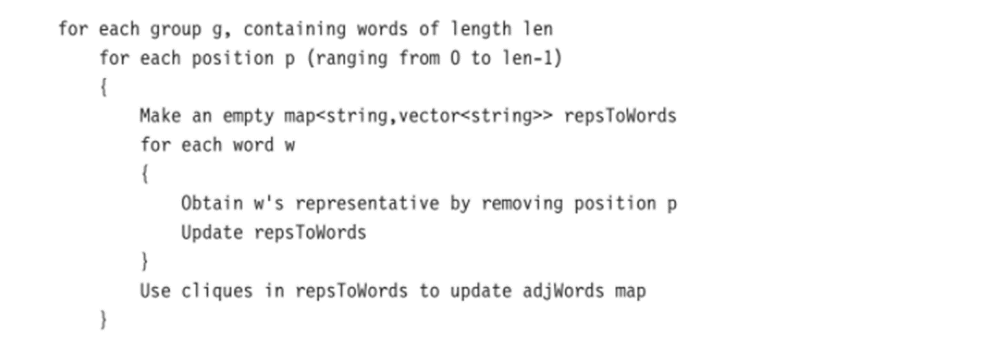 for each group g, containing words of length len
    for each position p (ranging from 0 to len-1)
    {
        Make an empty map<string,vector<string>> repsToWords
        for each word w
        {
            Obtain w's representative by removing position p
            Update repsToWords
        }
        Use cliques in repsToWords to update adjWords map
    }